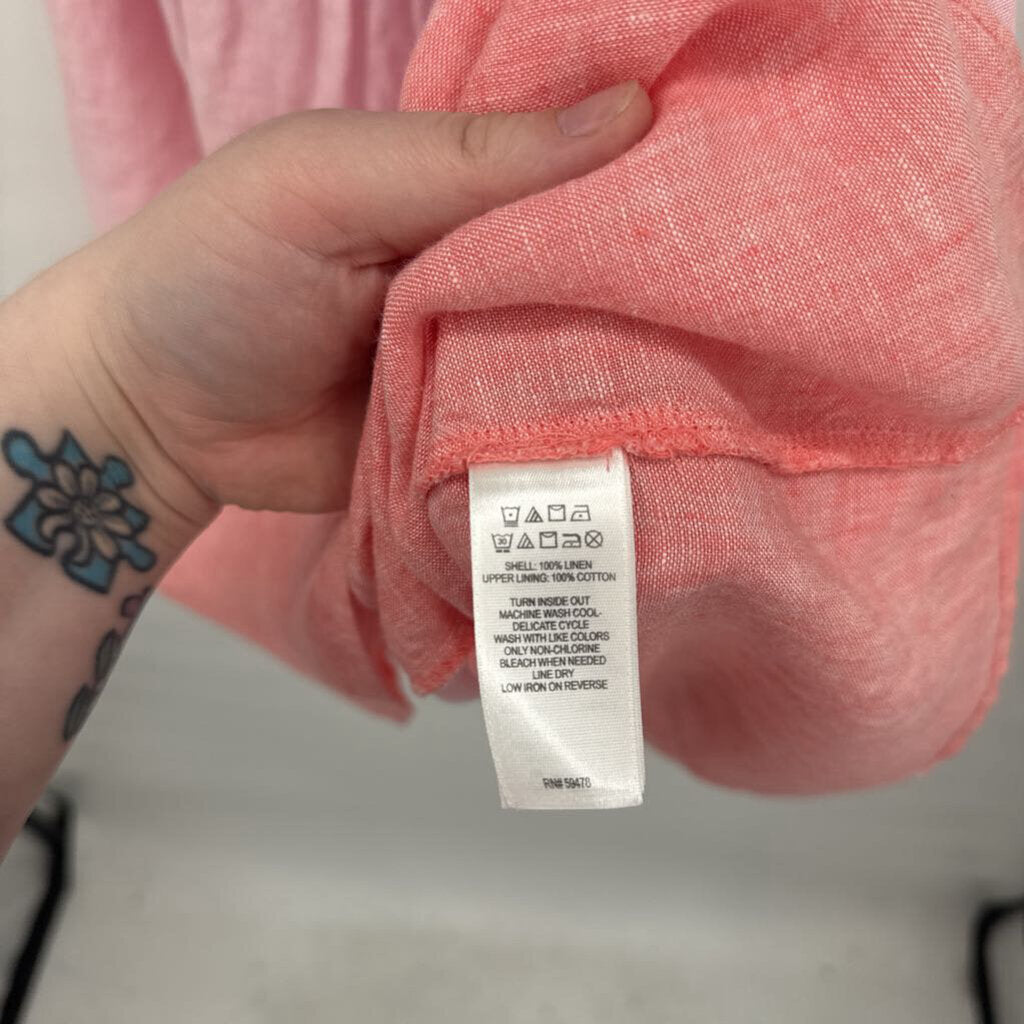 30
SHELL: 100% LINEN
UPPER LINING: 100% COTTON
TURN INSIDE OUT
MACHINE WASH COOL-
DELICATE CYCLE
WASH WITH LIKE COLORS
ONLY NON-CHLORINE
BLEACH WHEN NEEDED
LINE DRY
LOW IRON ON REVERSE
RN# 59478